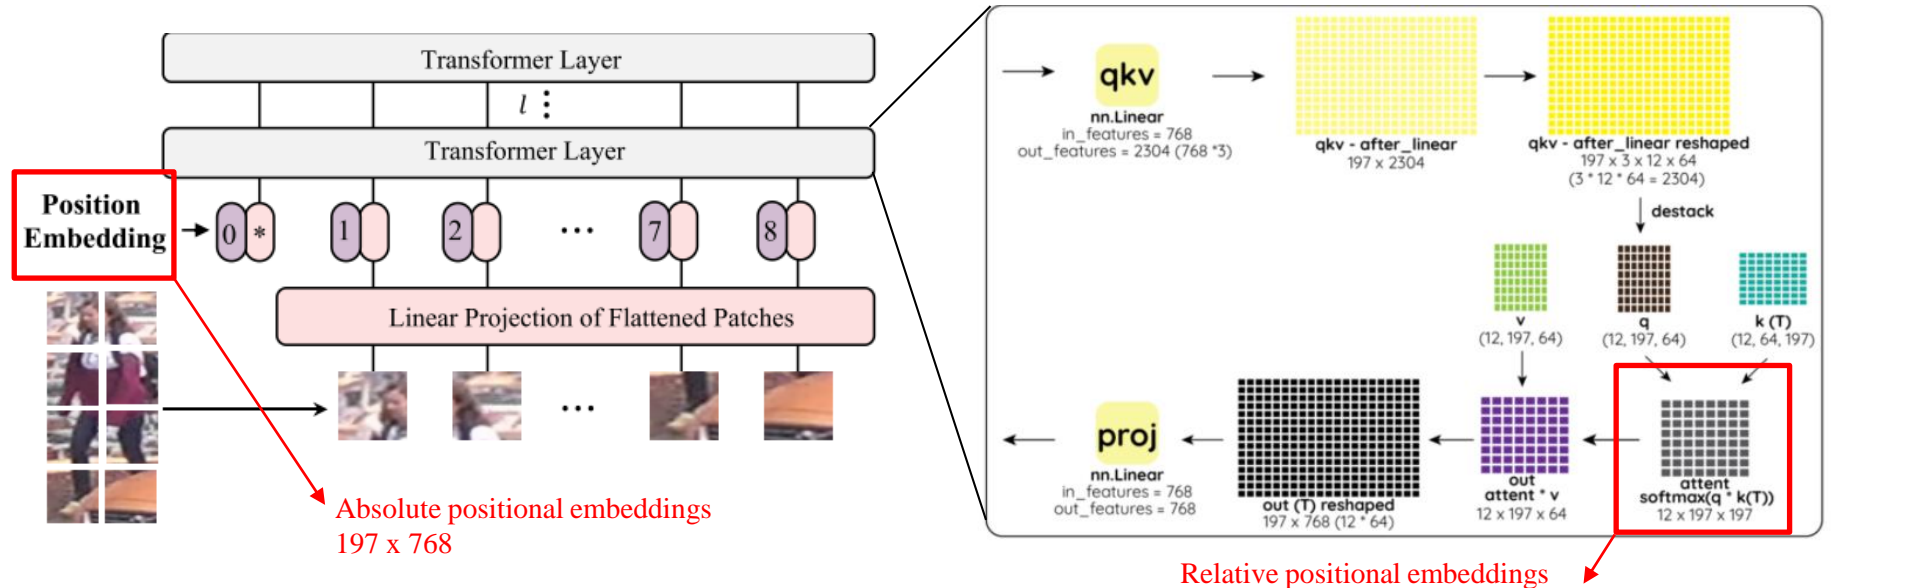 Transformer Layer
l
Transformer Layer
Position
Embedding
0 * 1 2 ... 7 8
Linear Projection of Flattened Patches
...
Absolute positional embeddings
197 x 768
qkv
nn.Linear
in_features = 768
out_features = 2304 (768 *3)
qkv - after_linear
197 x 2304
qkv - after_linear reshaped
197 x 3 x 12 x 64
(3 * 12 * 64 = 2304)
destack
v
(12, 197, 64)
q
(12, 197, 64)
k (T)
(12, 64, 197)
proj
nn.Linear
in_features = 768
out_features = 768
out (T) reshaped
197 x 768 (12 * 64)
out
attent * v
12 x 197 x 64
attent
softmax(q * k(T))
12 x 197 x 197
Relative positional embeddings